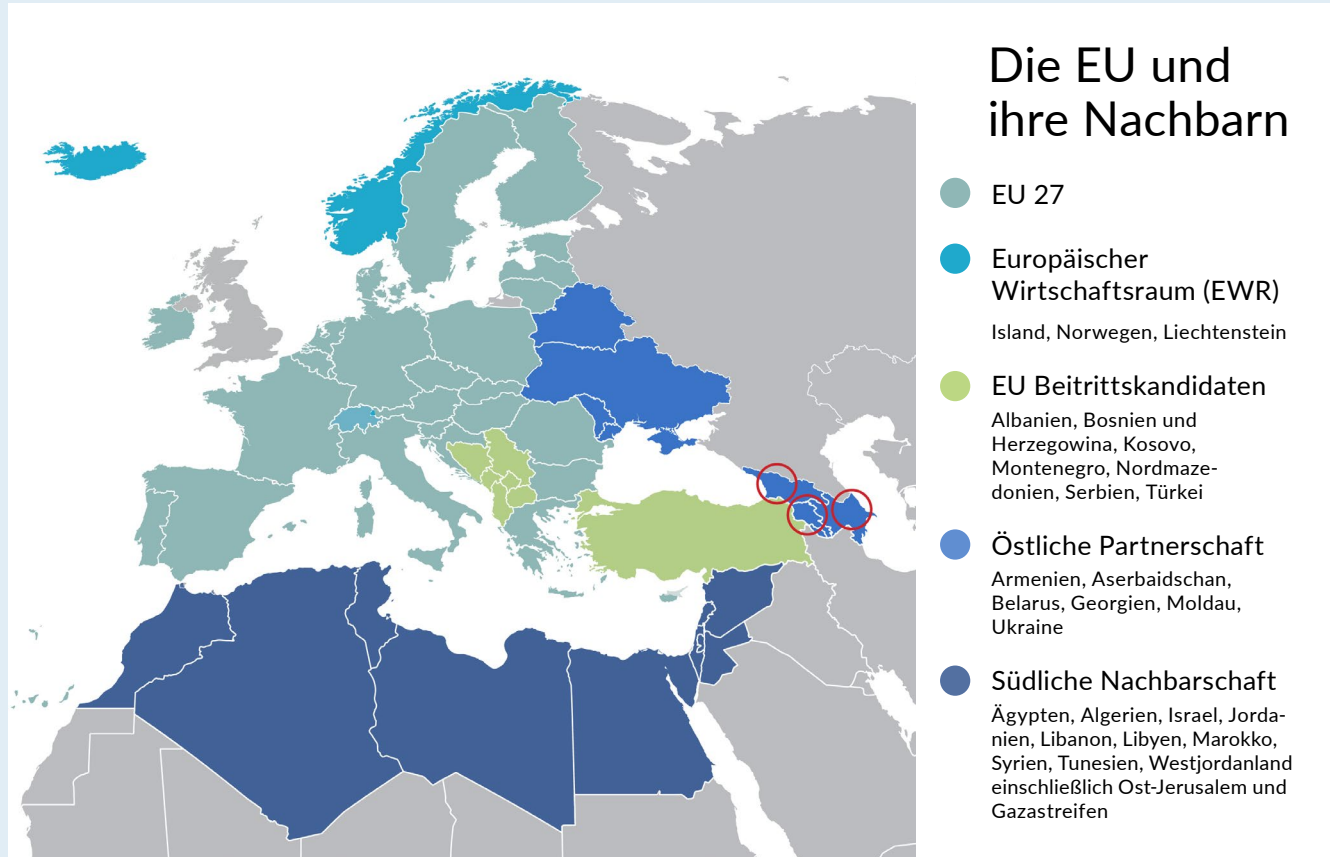 Die EU und
ihre Nachbarn
EU 27
Europäischer
Wirtschaftsraum (EWR)
Island, Norwegen, Liechtenstein
EU Beitrittskandidaten
Albanien, Bosnien und
Herzegowina, Kosovo,
Montenegro, Nordmaze-
donien, Serbien, Türkei
Östliche Partnerschaft
Armenien, Aserbaidschan,
Belarus, Georgien, Moldau,
Ukraine
Südliche Nachbarschaft
Ägypten, Algerien, Israel, Jorda-
nien, Libanon, Libyen, Marokko,
Syrien, Tunesien, Westjordanland
einschließlich Ost-Jerusalem und
Gazastreifen